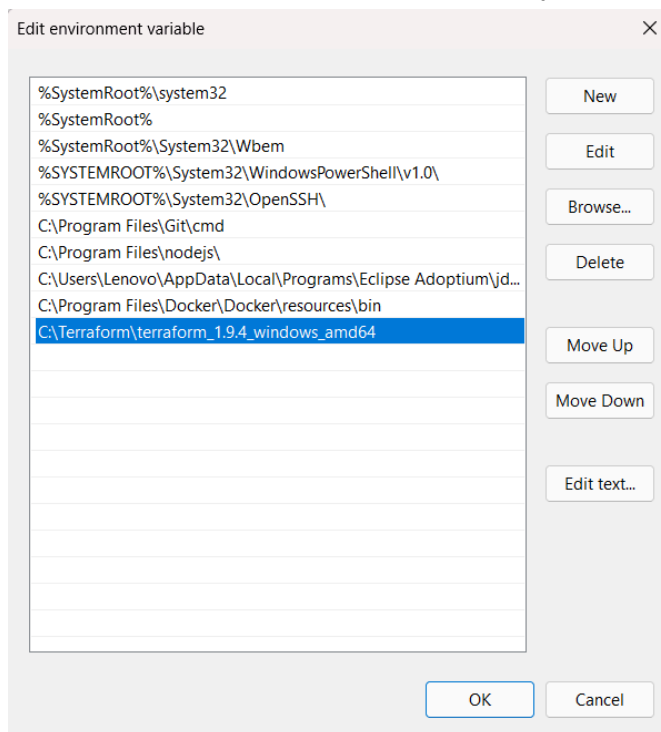 Edit environment variable
%SystemRoot%\system32
%SystemRoot%
%SystemRoot%\System32\Wbem
%SYSTEMROOT%\System32\WindowsPowerShell\v1.0\
%SYSTEMROOT%\System32\OpenSSH\
C:\Program Files\Git\cmd
C:\Program Files\nodejs\
C:\Users\Lenovo\AppData\Local\Programs\Eclipse Adoptium\jd...
C:\Program Files\Docker\Docker\resources\bin
C:\Terraform\terraform_1.9.4_windows_amd64
New
Edit
Browse...
Delete
Move Up
Move Down
Edit text...
OK
Cancel